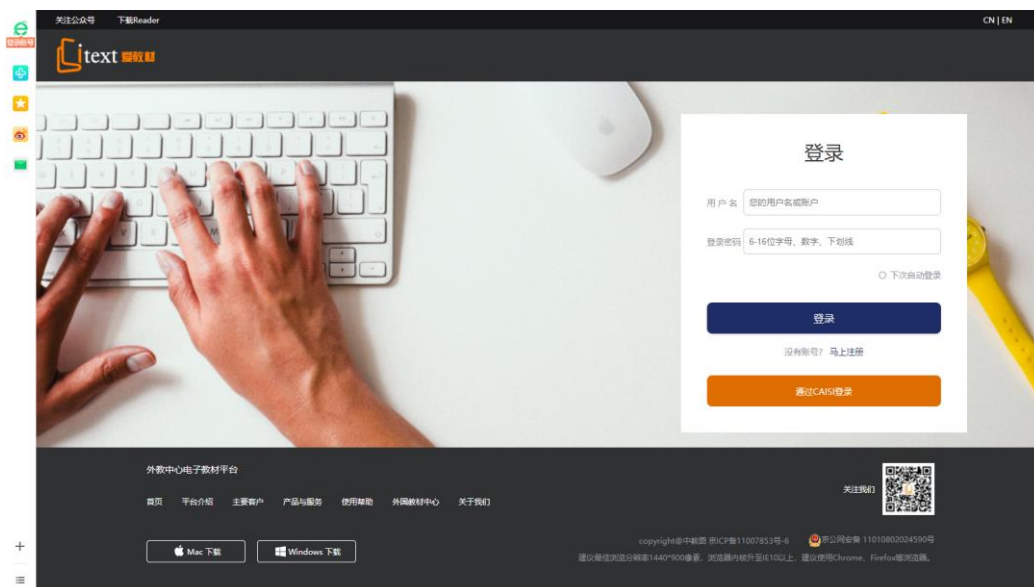 关注公众号 下载Reader CN | EN
登录账号
itext 爱教材
登录
用 户 名 您的用户名或账户
登录密码 6-16位字母、数字、下划线
下次自动登录
登录
没有账号? 马上注册
通过CAISI登录
外教中心电子教材平台
首页 平台介绍 主要客户 产品与服务 使用帮助 外国教材中心 关于我们
关注我们
Mac 下载 Windows 下载
copyright@中献拓 京ICP备11007853号-6 京公网安备 11010802024590号
建议最佳浏览分辨率1440*900像素，浏览器内核升至IE10以上，建议使用Chrome、Firefox等浏览器。